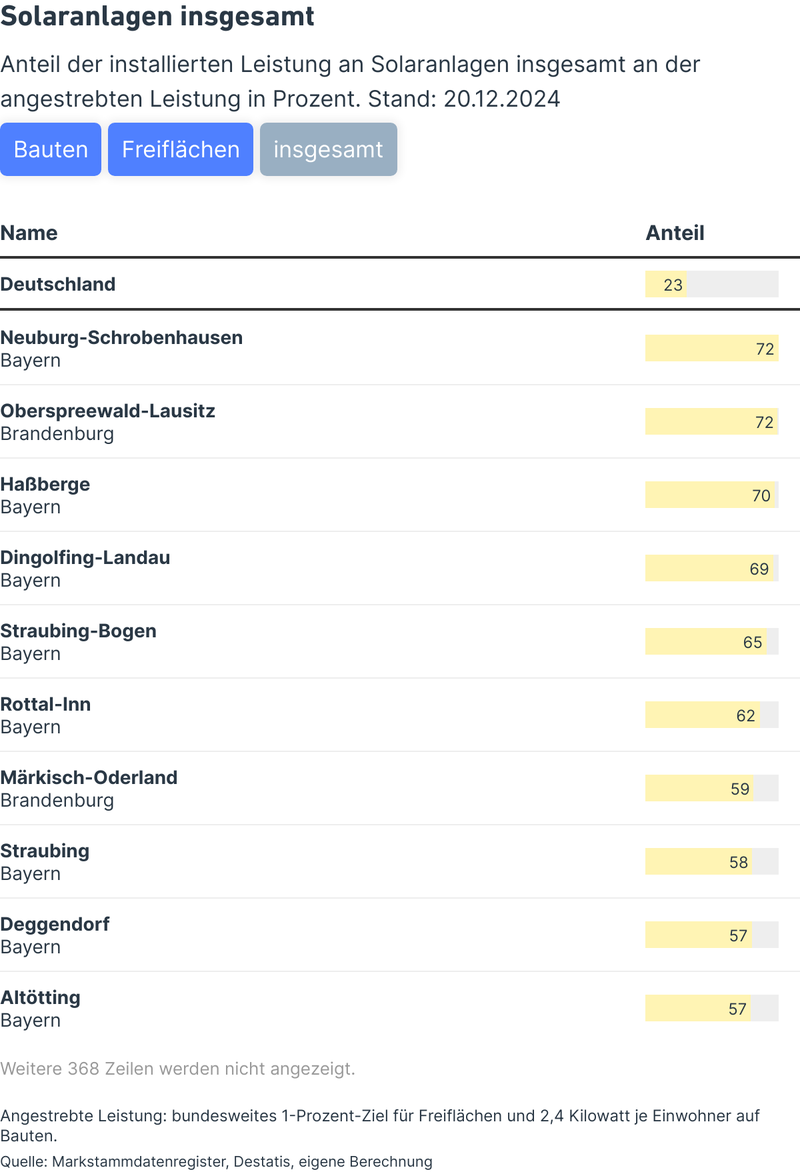 Solaranlagen insgesamt
Anteil der installierten Leistung an Solaranlagen insgesamt an der
angestrebten Leistung in Prozent. Stand: 20.12.2024
Bauten Freiflächen insgesamt
Name Anteil
Deutschland 23
Neuburg-Schrobenhausen
Bayern 72
Oberspreewald-Lausitz
Brandenburg 72
Haßberge
Bayern 70
Dingolfing-Landau
Bayern 69
Straubing-Bogen
Bayern 65
Rottal-Inn
Bayern 62
Märkisch-Oderland
Brandenburg 59
Straubing
Bayern 58
Deggendorf
Bayern 57
Altötting
Bayern 57
Weitere 368 Zeilen werden nicht angezeigt.
Angestrebte Leistung: bundesweites 1-Prozent-Ziel für Freiflächen und 2,4 Kilowatt je Einwohner auf
Bauten.
Quelle: Markstammdatenregister, Destatis, eigene Berechnung